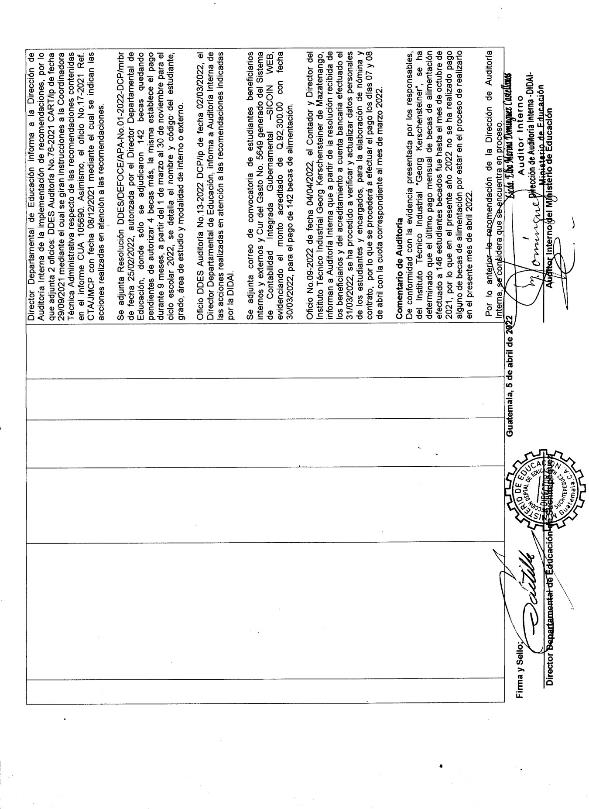 Director Departamental de Educación Informe a la Dirección de
Auditoría Interna de la implementación de recomendaciones, por lo
que adjunta 2 oficios: DDES Auditoría No.76-2021 CART/lp de fecha
29/09/2021 mediante el cual se giran instrucciones a la Coordinadora
Técnica Administrativa respecto de las recomendaciones contenidas
en el informe CUA 105690. Asimismo, el oficio No.17-2021 Ref.
CTA/JMCP con fecha 08/12/2021 mediante el cual se indican las
acciones realizadas en atención a las recomendaciones.
Se adjunta Resolución DDES/DEFOCE/APA-No.01-2022-DCP/mrbr
de fecha 25/02/2022, autorizada por el Director Departamental de
Educación, donde solo se adjudicaron 142 becas quedando
pendientes de autorizar 4 becas más, la misma establece el pago
durante 9 meses, a partir del 1 de marzo al 30 de noviembre para el
ciclo escolar 2022, se detalla el nombre y código del estudiante,
grado, área de estudio y modalidad de interno o externo.
Oficio DDES Auditoría No.13-2022 DCP/lp de fecha 02/03/2022, el
Director Departamental de Educación, informa a Auditoría Interna de
las acciones realizadas en atención a las recomendaciones indicadas
por la DIDAI.
Se adjunta correo de convocatoria de estudiantes beneficiarios
internos y externos y Cur del Gasto No. 5649 generado del Sistema
de Contabilidad Integrada Gubernamental -SICOIN WEB,
evidenciando el monto acreditado de Q.92,300.00 con fecha
30/03/2022, para el pago de 142 becas de alimentación.
Oficio No.09-2022 de fecha 04/04/2022, el Contador y Director del
Instituto Técnico Industrial Georg Kerschensteiner de Mazatenango,
informan a Auditoría Interna que a partir de la resolución recibida de
los beneficiarios y del acreditamiento a cuenta bancaria efectuado el
31/03/2022, se ha procedido a verificar y actualizar datos personales
de los estudiantes y encargados, para la elaboración de nómina y
contrato, por lo que se procederá a efectuar el pago los días 07 y 08
de abril con la cuota correspondiente al mes de marzo 2022.
Comentario de Auditoría
De conformidad con la evidencia presentada, por los responsables,
del Instituto Técnico Industrial "Georg Kerschensteiner", se ha
determinado que el último pago mensual de becas de alimentación
efectuado a 146 estudiantes becados fue hasta el mes de octubre de
2021, por lo que en el presente año 2022 no se ha realizado pago
alguno de becas de alimentación por estar en el proceso de realizarlo
en el presente mes de abril 2022.
Por lo anterior la recomendación de la Dirección de Auditoría
Interna, se considera que se encuentra en proceso.
Guatemala, 5 de abril de 2022
Auditor Interno
Dirección de Auditoría Interna -DIDAI-
Ministerio de Educación
Auditor Interno del Ministerio de Educación
Firma y Sello:
Director Departamental de Educación